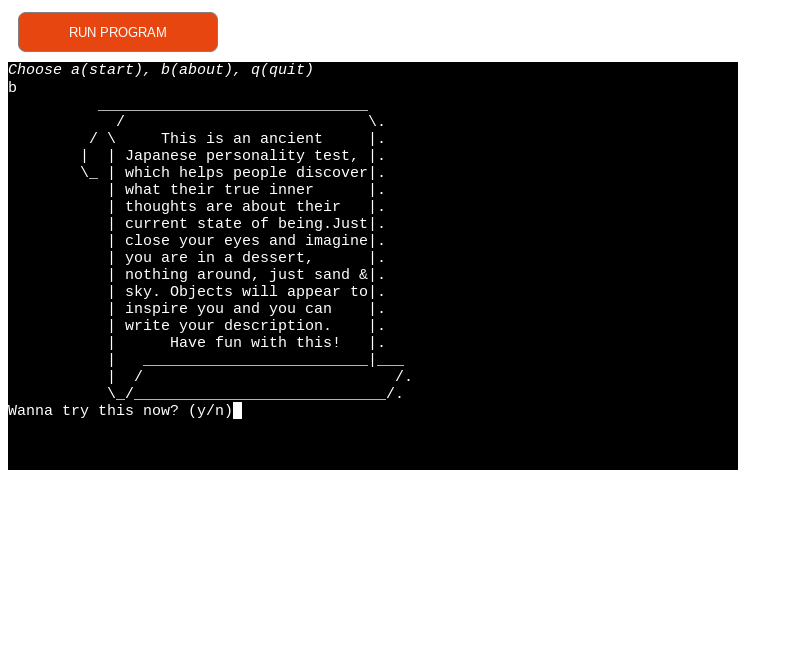 RUN PROGRAM
Choose a(start), b(about), q(quit)
b
This is an ancient
Japanese personality test,
which helps people discover
what their true inner
thoughts are about their
current state of being.Just
close your eyes and imagine
you are in a dessert,
nothing around, just sand &
sky. Objects will appear to
inspire you and you can
write your description.
Have fun with this!
Wanna try this now? (y/n)